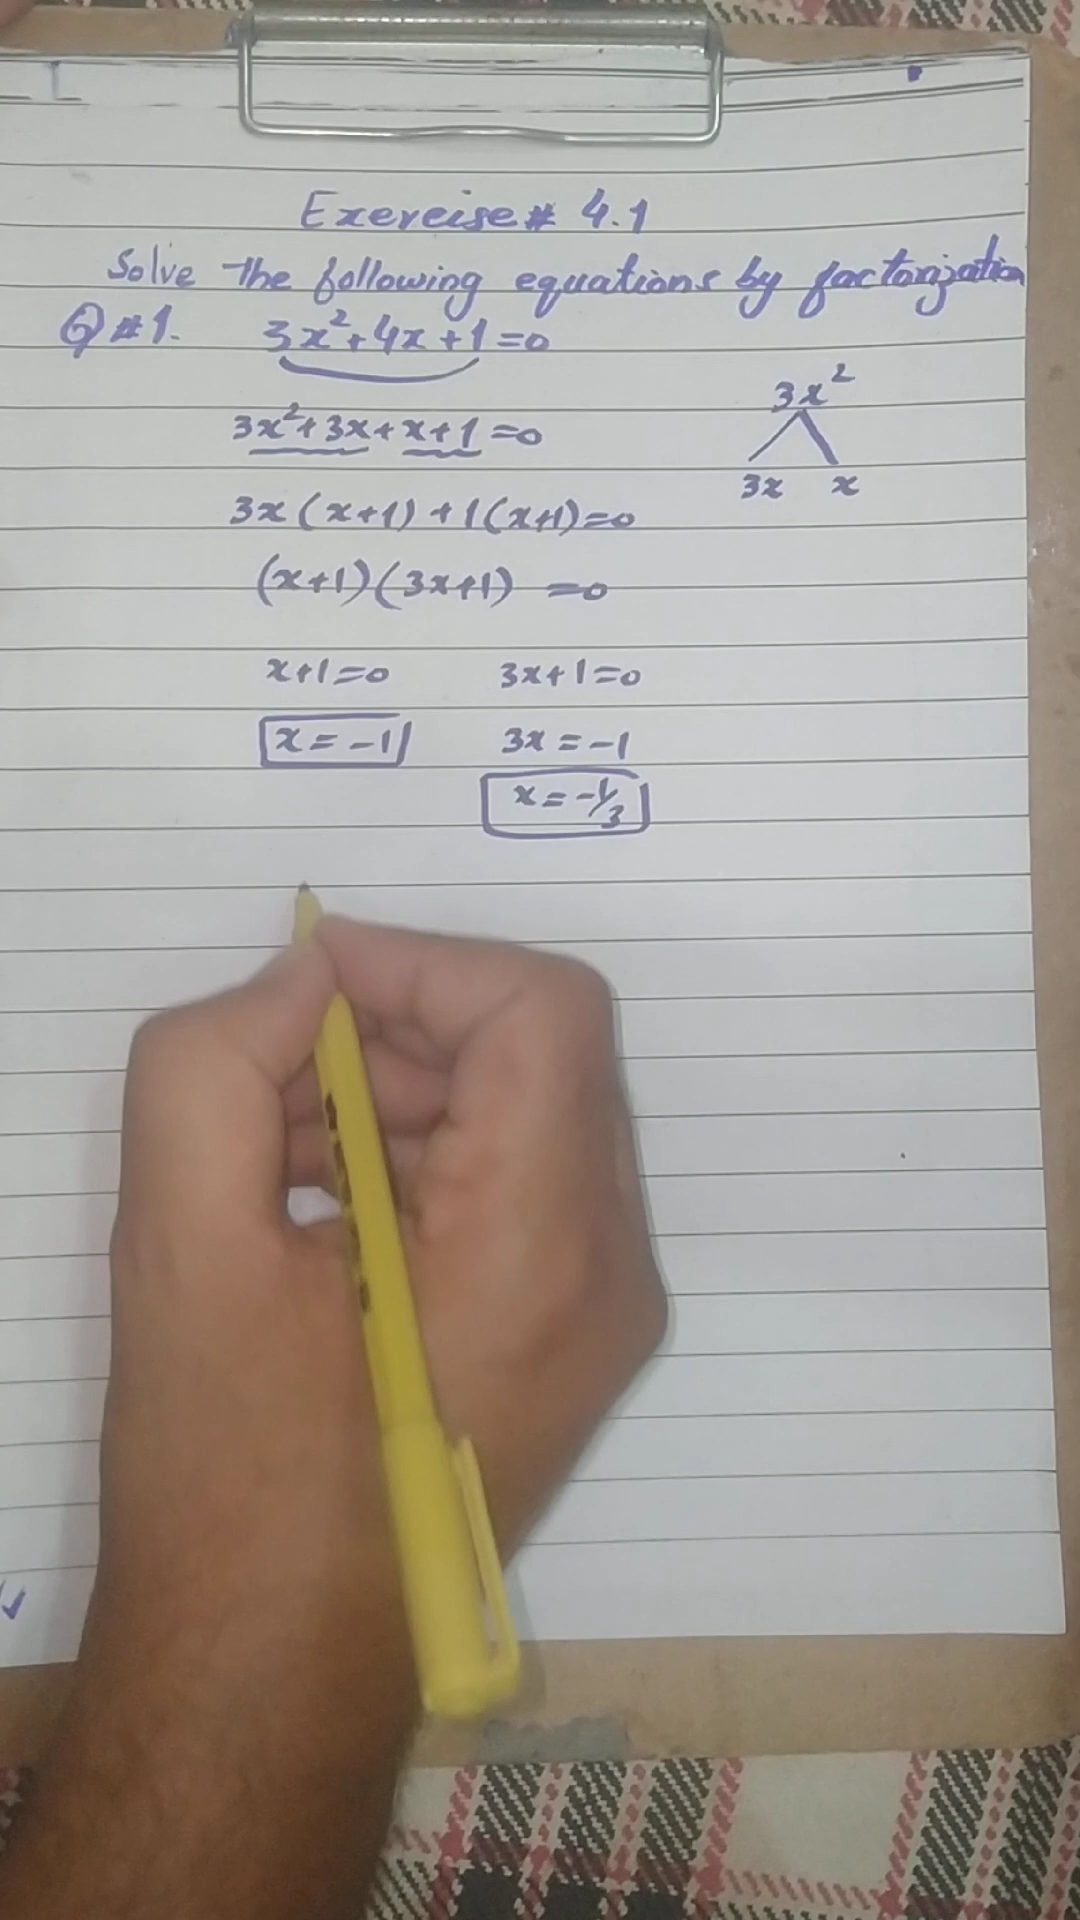 Exercise # 4.1
Solve the following equations by factorization
Q # 1. 3x²+4x+1=0
3x²
3x²+3x+x+1=0
3x x
3x(x+1)+1(x+1)=0
(x+1)(3x+1) =0
x+1=0 3x+1=0
x=-1 3x=-1
x=-1/3